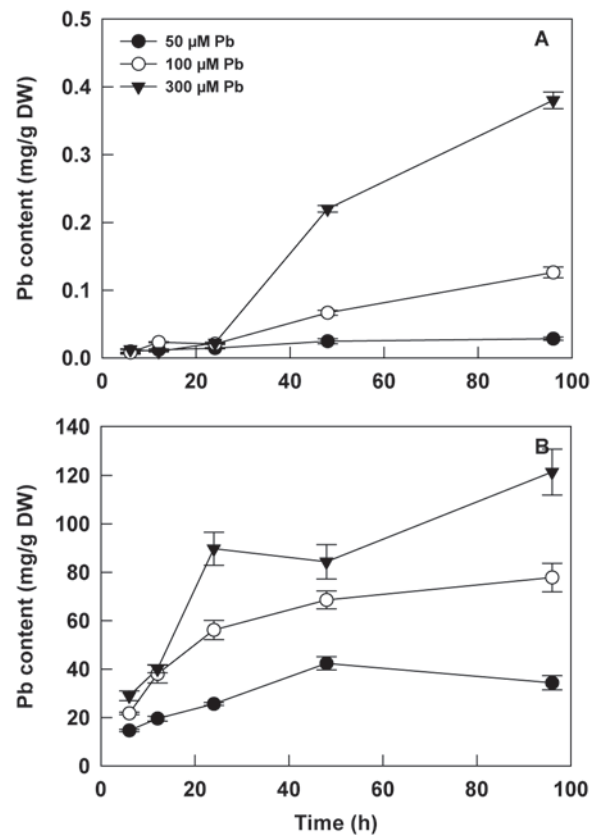 0.5
A
50 µM Pb
100 µM Pb
300 µM Pb
0.4
0.3
0.2
0.1
0.0
Pb content (mg/g DW)
0 20 40 60 80 100
140
B
120
100
80
60
40
20
0
Pb content (mg/g DW)
0 20 40 60 80 100
Time (h)